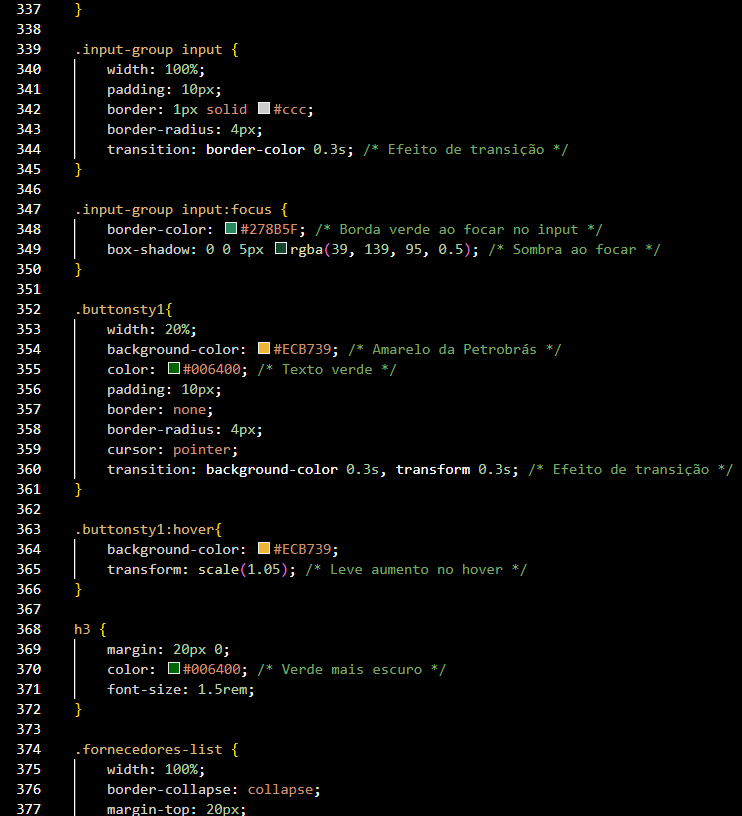 337 }
338
339 .input-group input {
340 width: 100%;
341 padding: 10px;
342 border: 1px solid #ccc;
343 border-radius: 4px;
344 transition: border-color 0.3s; /* Efeito de transição */
345 }
346
347 .input-group input:focus {
348 border-color: #278B5F; /* Borda verde ao focar no input */
349 box-shadow: 0 0 5px rgba(39, 139, 95, 0.5); /* Sombra ao focar */
350 }
351
352 .buttonsty1{
353 width: 20%;
354 background-color: #ECB739; /* Amarelo da Petrobrás */
355 color: #006400; /* Texto verde */
356 padding: 10px;
357 border: none;
358 border-radius: 4px;
359 cursor: pointer;
360 transition: background-color 0.3s, transform 0.3s; /* Efeito de transição */
361 }
362
363 .buttonsty1:hover{
364 background-color: #ECB739;
365 transform: scale(1.05); /* Leve aumento no hover */
366 }
367
368 h3 {
369 margin: 20px 0;
370 color: #006400; /* Verde mais escuro */
371 font-size: 1.5rem;
372 }
373
374 .fornecedores-list {
375 width: 100%;
376 border-collapse: collapse;
377 margin-top: 20px;